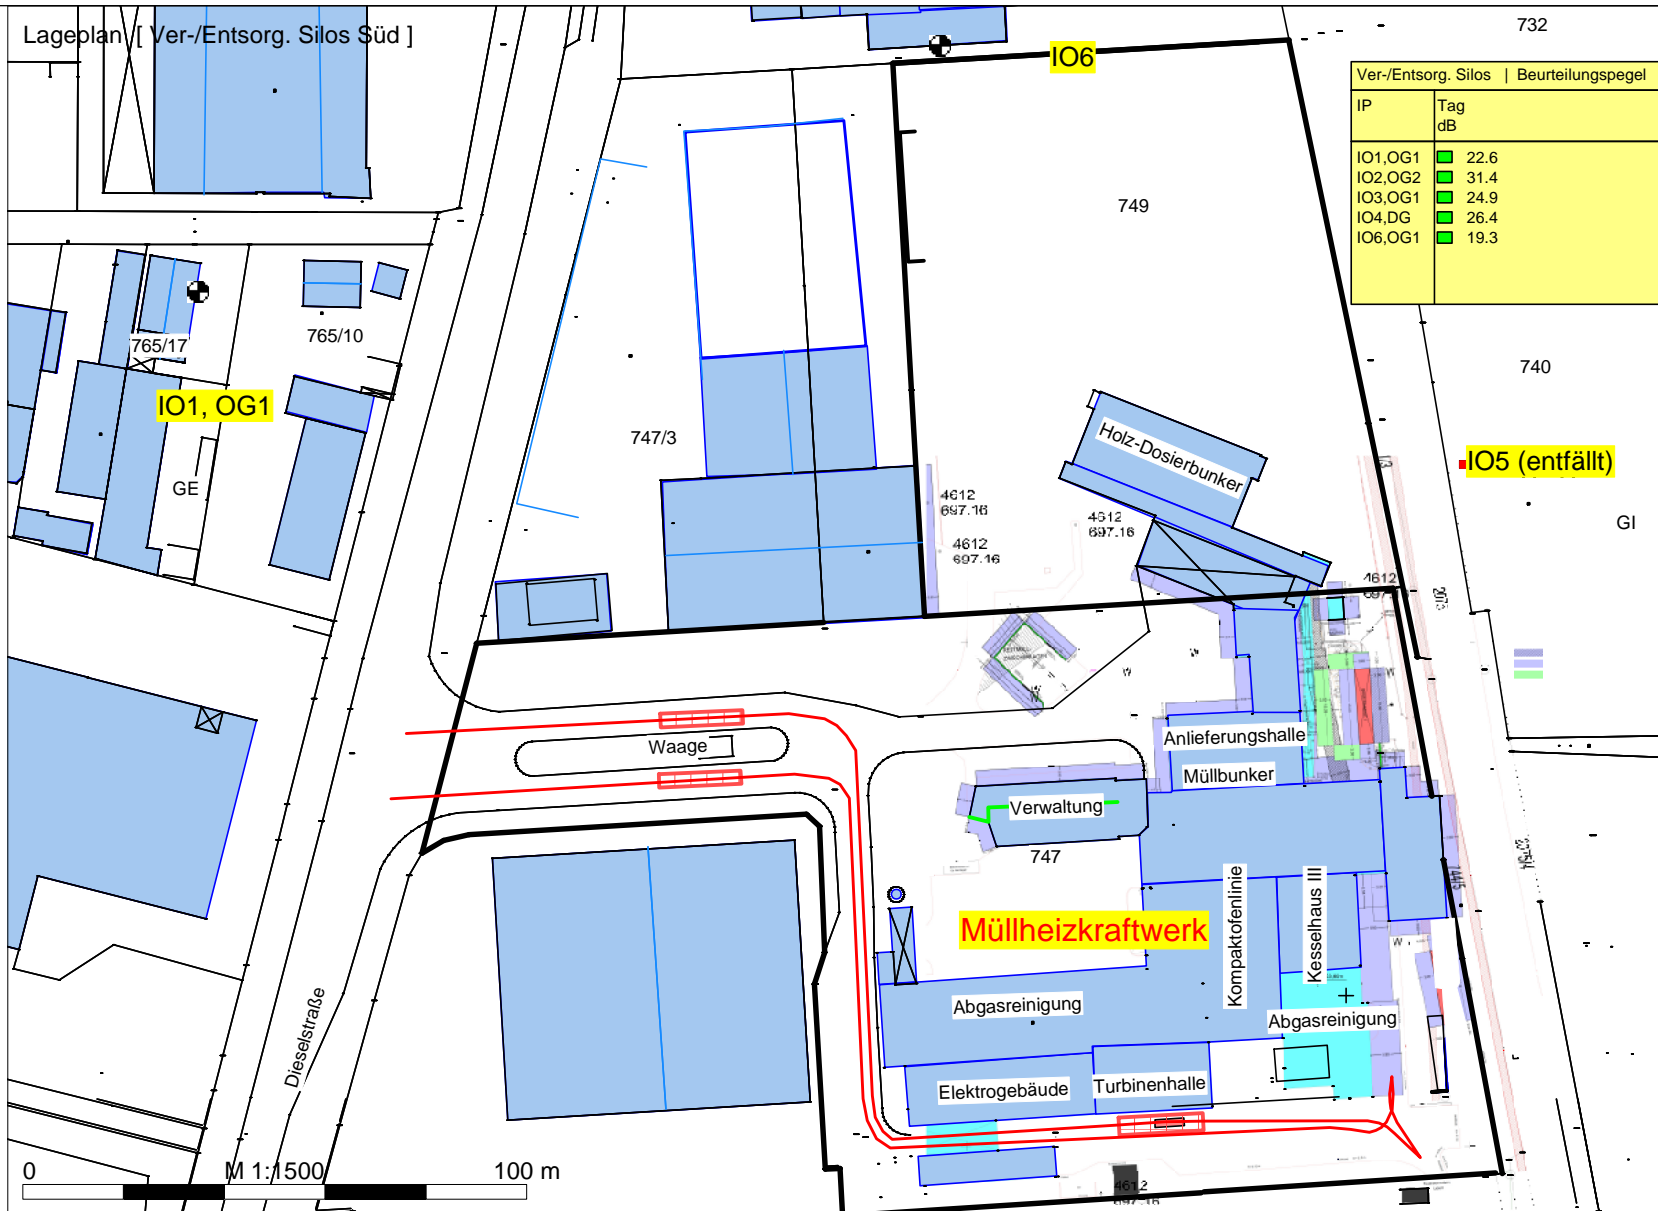 Lageplan [ Ver-/Entsorg. Silos Süd ]
732
IO6
Ver-/Entsorg. Silos | Beurteilungspegel
IP Tag
dB
IO1,OG1 22.6
IO2,OG2 31.4
IO3,OG1 24.9
IO4,DG 26.4
IO6,OG1 19.3
749
765/17
765/10
740
IO1, OG1
747/3
Holz-Dosierbunker
IO5 (entfällt)
GE
4612
697.16
4612
697.16
4612
697.16
GI
4612
Waage
Anlieferungshalle
Müllbunker
Verwaltung
747
Kompaktofenlinie
Kesselhaus III
Müllheizkraftwerk
W
Abgasreinigung
Abgasreinigung
Dieselstraße
Elektrogebäude
Turbinenhalle
0 M 1:1500 100 m
4612
697.16